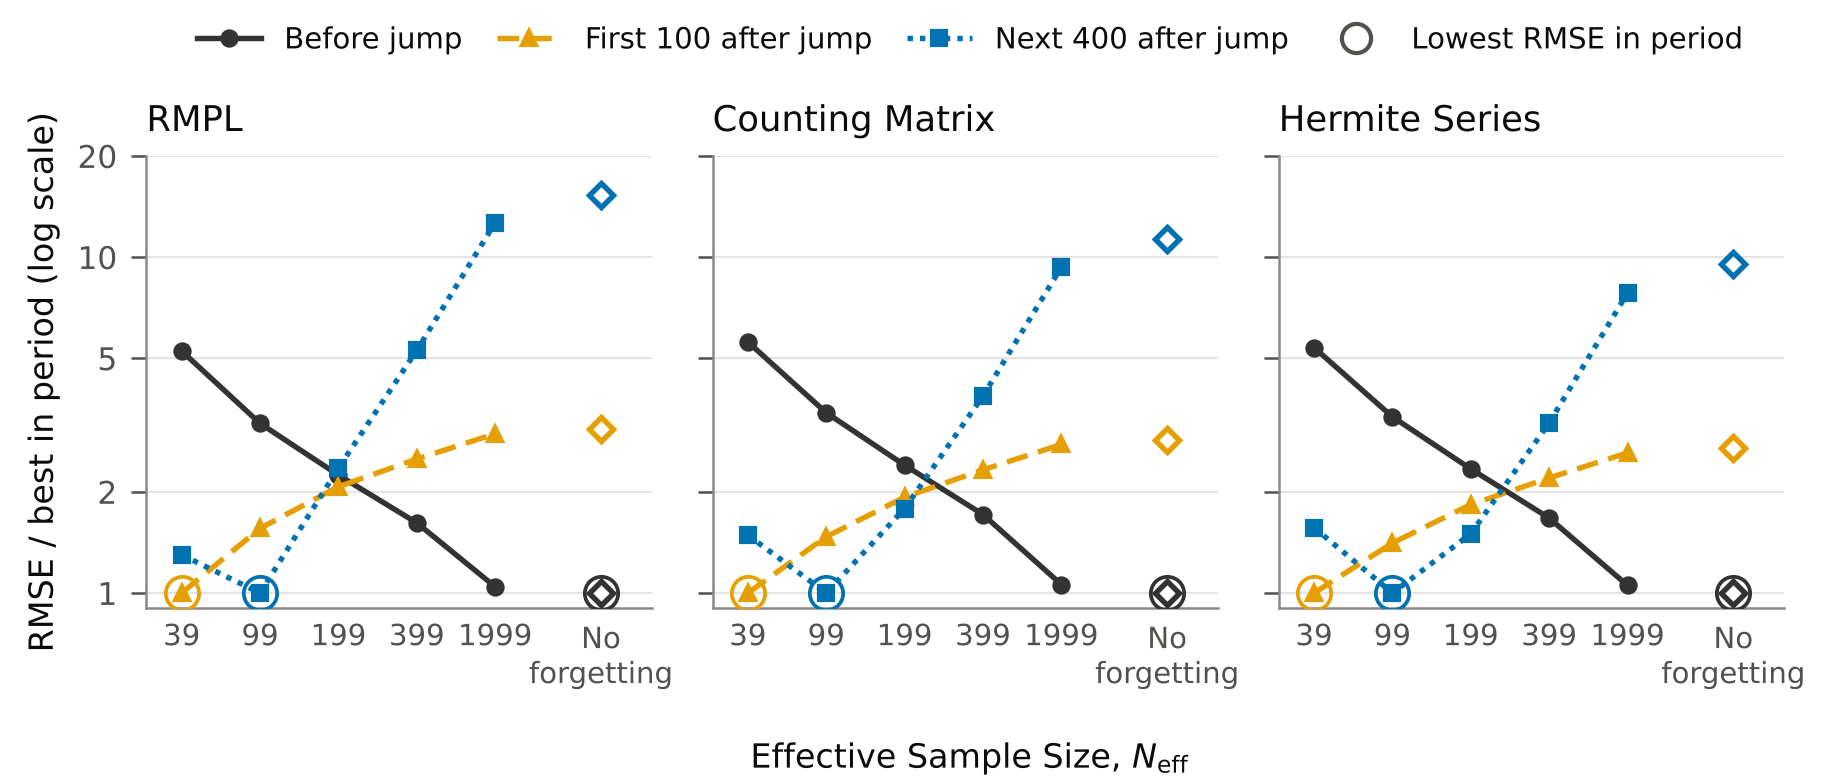 Before jump First 100 after jump Next 400 after jump Lowest RMSE in period
RMPL Counting Matrix Hermite Series
RMSE / best in period (log scale)
20
10
5
2
1
39 99 199 399 1999 No forgetting
39 99 199 399 1999 No forgetting
39 99 199 399 1999 No forgetting
Effective Sample Size, Neff